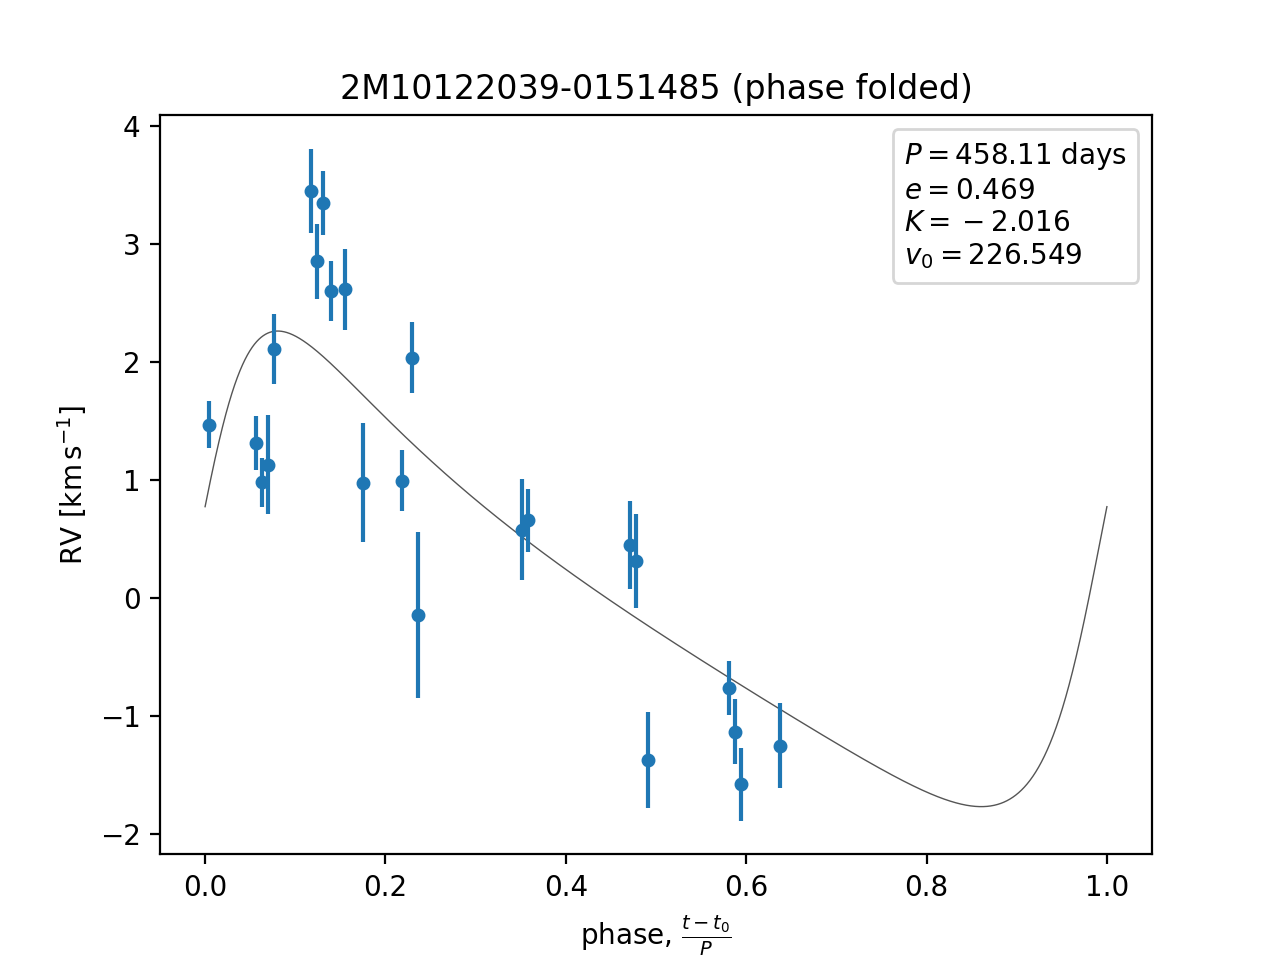 2M10122039-0151485 (phase folded)
P = 458.11 days
e = 0.469
K = −2.016
v₀ = 226.549
4
3
2
1
0
−1
−2
RV [km s⁻¹]
0.0 0.2 0.4 0.6 0.8 1.0
phase, (t − t₀)/P